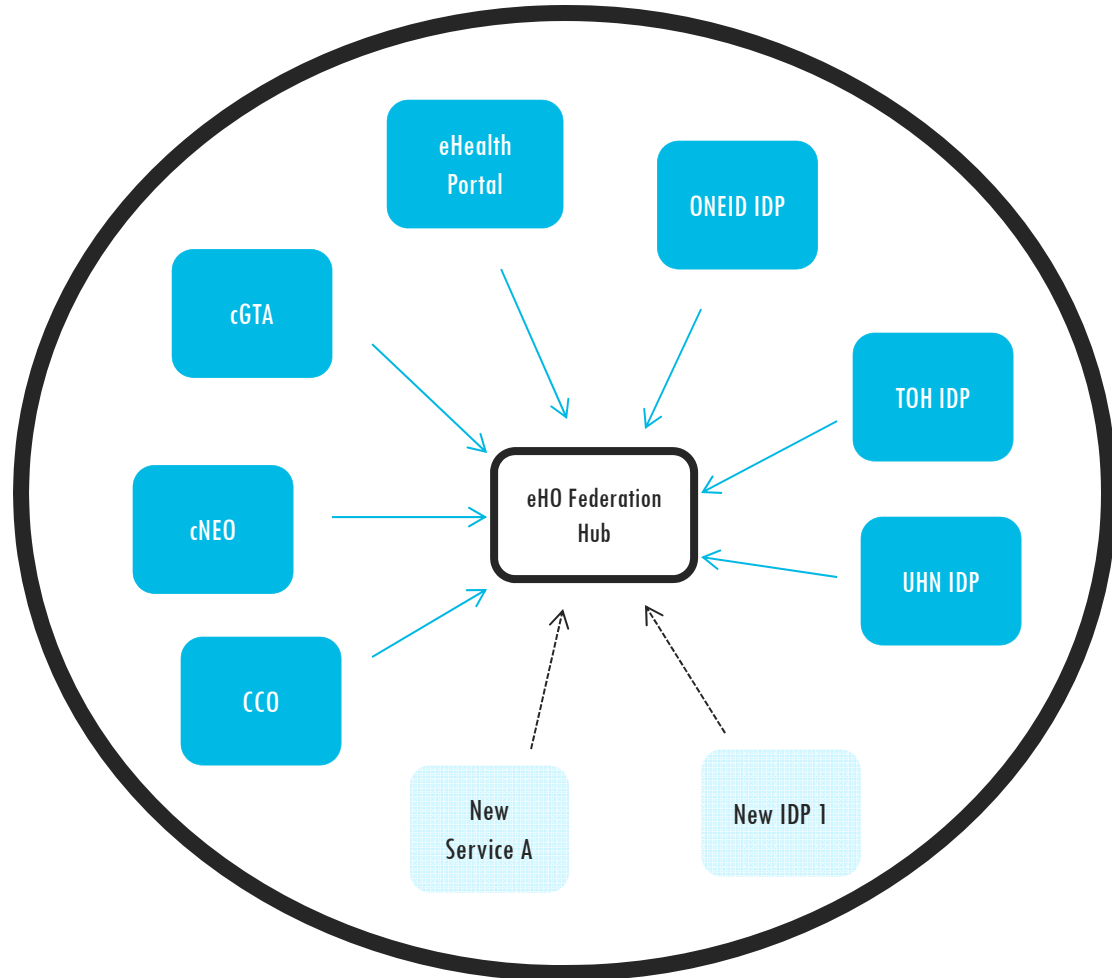 eHealth
Portal
ONEID IDP
cGTA
TOH IDP
eHO Federation
Hub
cNEO
UHN IDP
CCO
New
Service A
New IDP 1